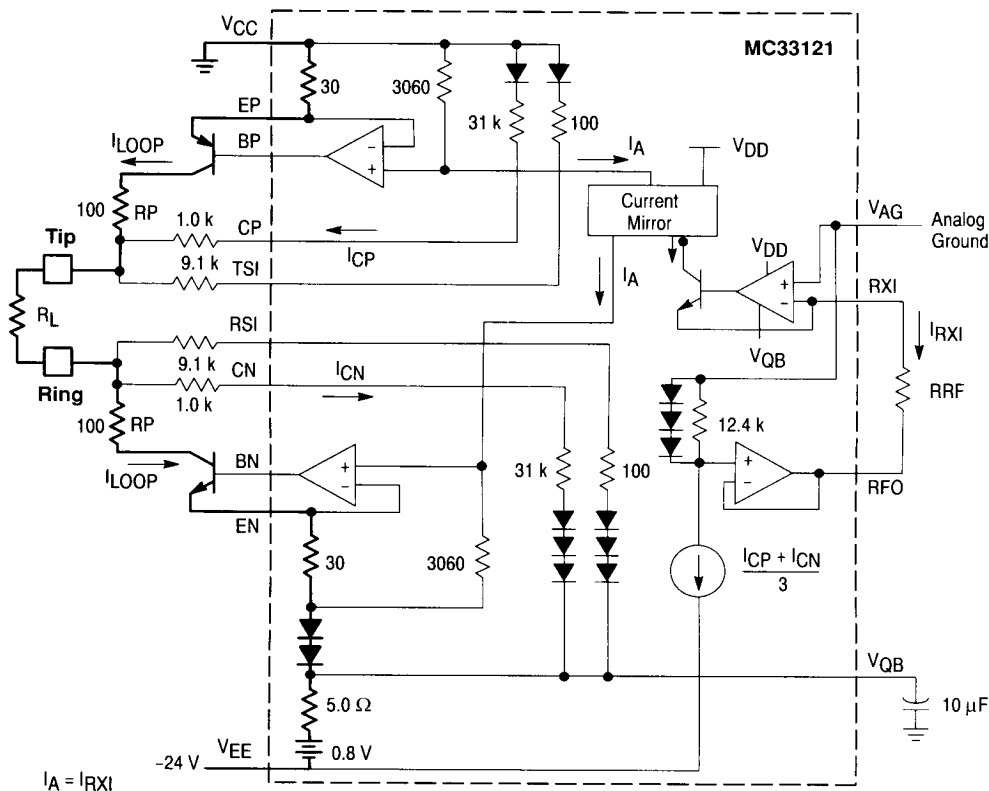 VCC
MC33121
30
3060
EP
31 k
100
ILOOP
BP
−
+
IA
VDD
Current
Mirror
VAG
Analog
Ground
100
RP
1.0 k
CP
ICP
Tip
9.1 k
TSI
IA
VDD
+
−
RXI
VQB
IRXI
RL
RSI
9.1 k
CN
ICN
Ring
1.0 k
RRF
100
RP
12.4 k
ILOOP
BN
+
−
31 k
100
+
−
RFO
EN
30
3060
ICP + ICN
3
VQB
5.0 Ω
10 µF
VEE
0.8 V
−24 V
IA = IRXI